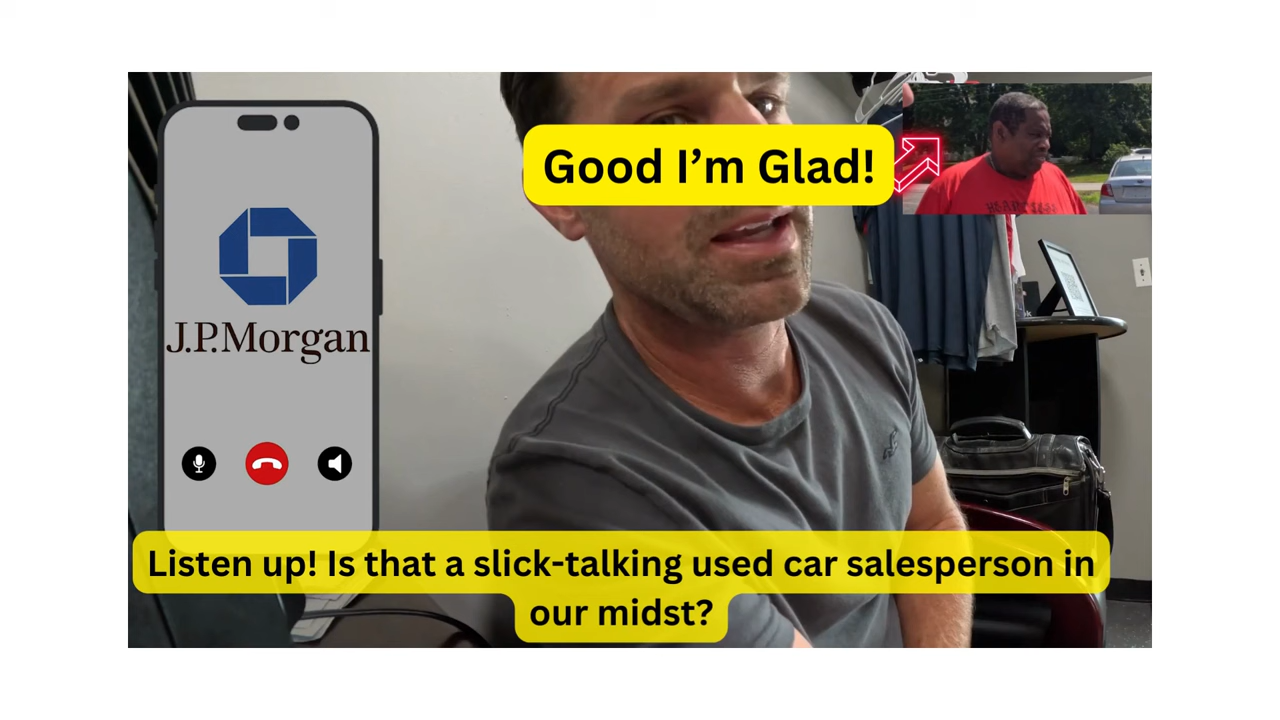 Good I’m Glad!
J.P.Morgan
Listen up! Is that a slick-talking used car salesperson in
our midst?